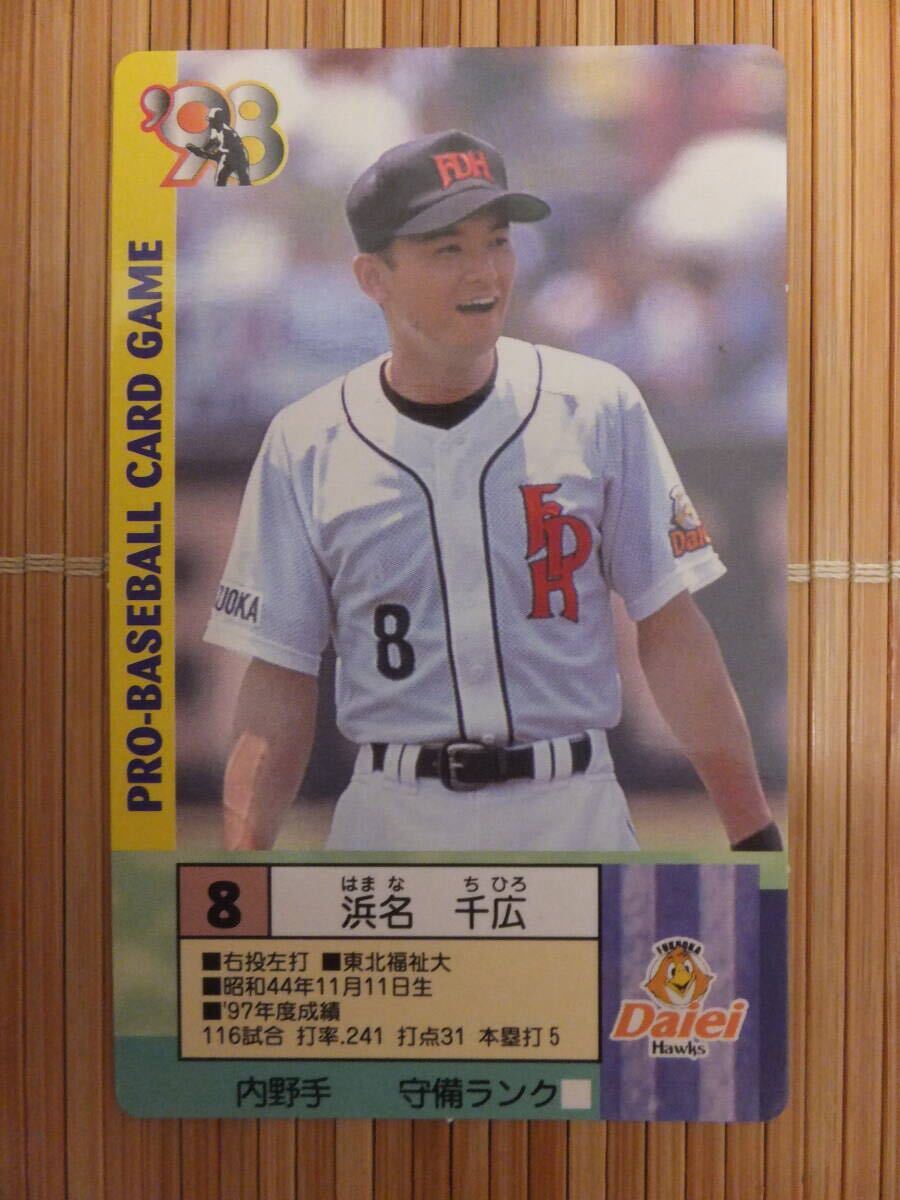 '98
PRO-BASEBALL CARD GAME
FDH
FDH
Daiei
UOKA
8
8
はま な ち ひろ
浜名 千広
■右投左打 ■東北福祉大
■昭和44年11月11日生
■'97年度成績
116試合 打率.241 打点31 本塁打5
FUKUOKA
Daiei
Hawks
内野手 守備ランク